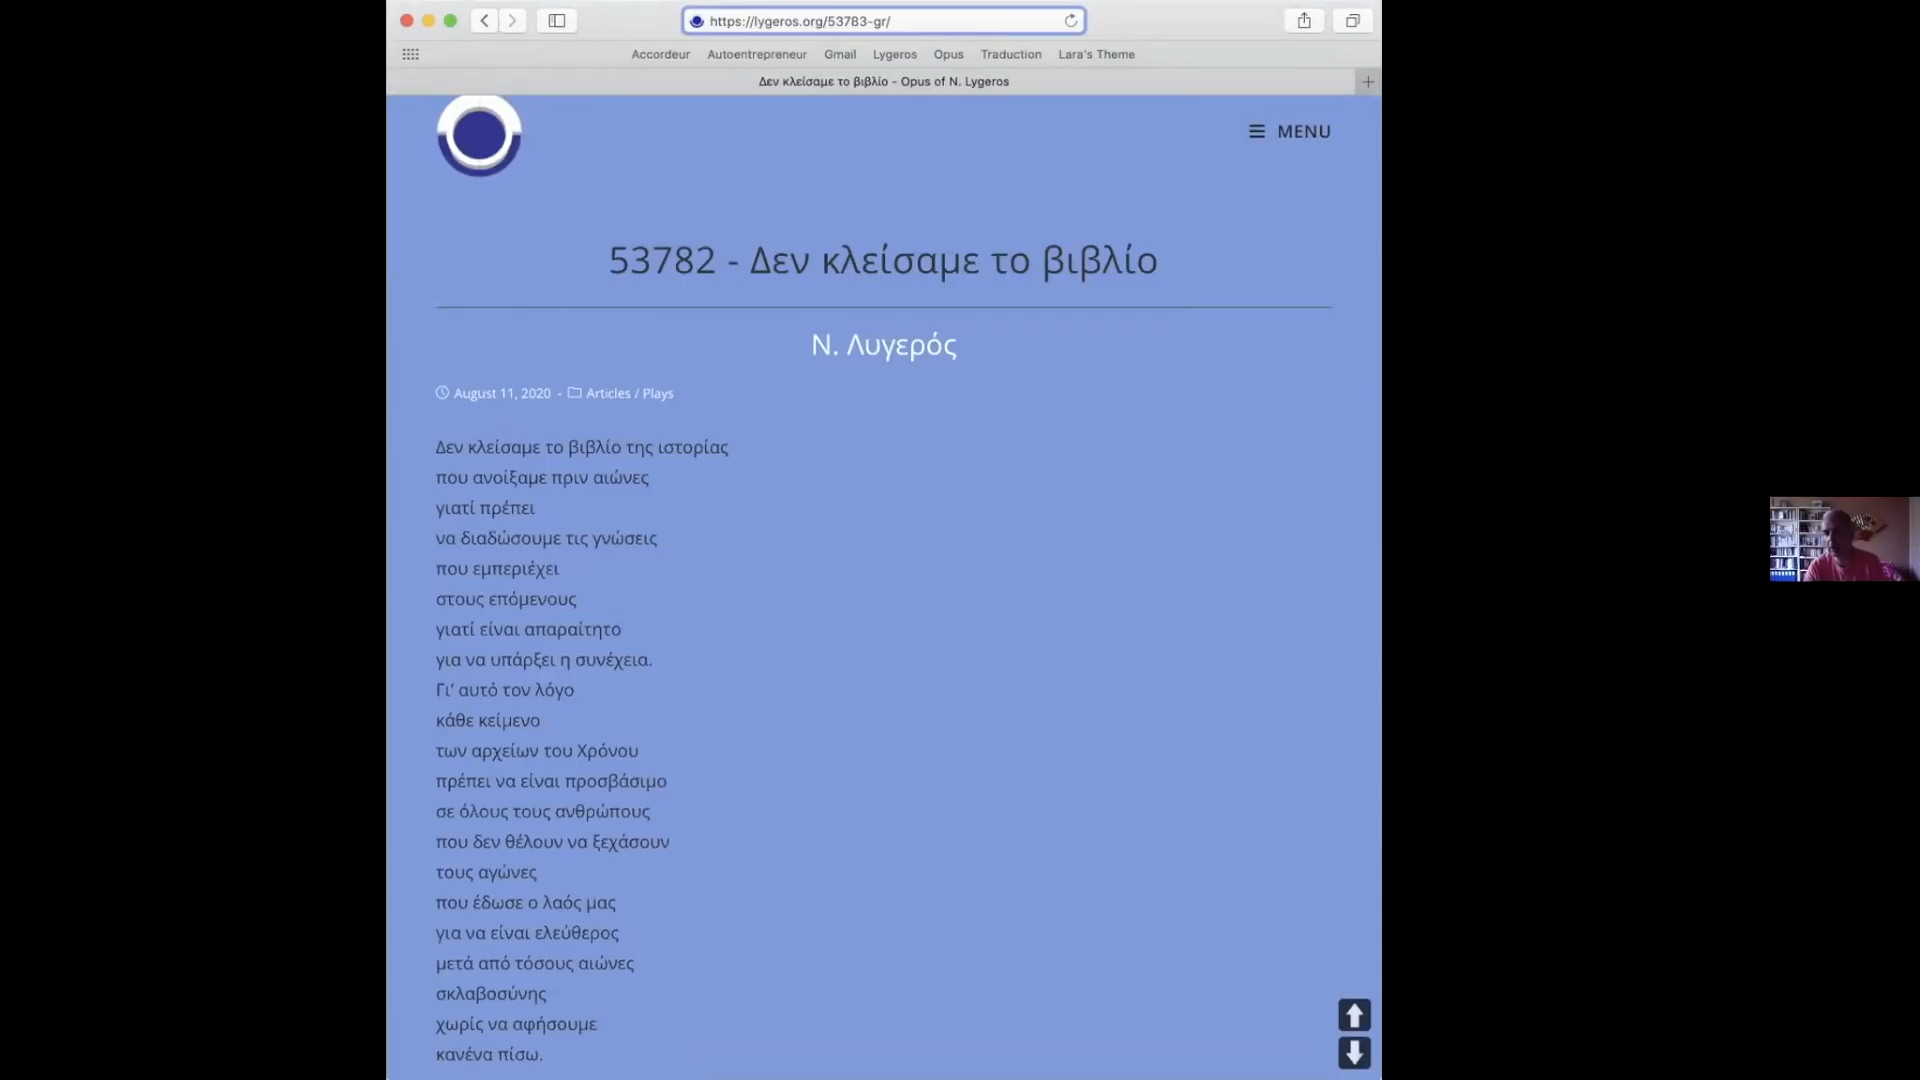 https://lygeros.org/53783-gr/
Accordeur Autoentrepreneur Gmail Lygeros Opus Traduction Lara's Theme
Δεν κλείσαμε το βιβλίο - Opus of N. Lygeros
MENU
53782 - Δεν κλείσαμε το βιβλίο
Ν. Λυγερός
August 11, 2020 - Articles / Plays
Δεν κλείσαμε το βιβλίο της ιστορίας
που ανοίξαμε πριν αιώνες
γιατί πρέπει
να διαδώσουμε τις γνώσεις
που εμπεριέχει
στους επόμενους
γιατί είναι απαραίτητο
για να υπάρξει η συνέχεια.
Γι’ αυτό τον λόγο
κάθε κείμενο
των αρχείων του Χρόνου
πρέπει να είναι προσβάσιμο
σε όλους τους ανθρώπους
που δεν θέλουν να ξεχάσουν
τους αγώνες
που έδωσε ο λαός μας
για να είναι ελεύθερος
μετά από τόσους αιώνες
σκλαβοσύνης
χωρίς να αφήσουμε
κανένα πίσω.